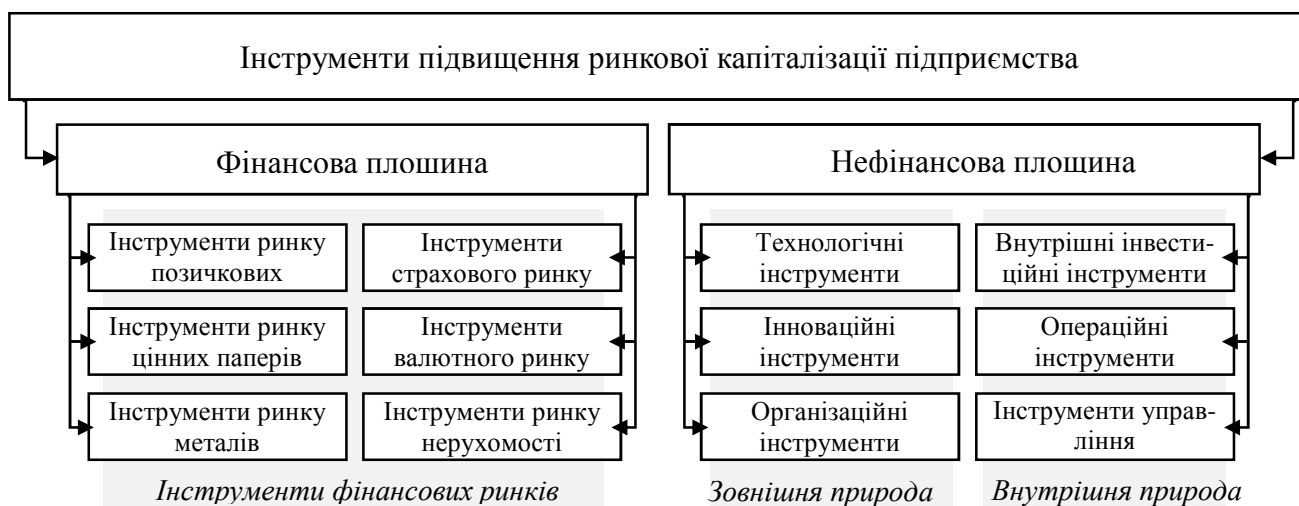 Інструменти підвищення ринкової капіталізації підприємства
Фінансова плошина
Нефінансова площина
Інструменти ринку
позичкових
Інструменти
страхового ринку
Технологічні
інструменти
Внутрішні інвести-
ційні інструменти
Інструменти ринку
цінних паперів
Інструменти
валютного ринку
Інноваційні
інструменти
Операційні
інструменти
Інструменти ринку
металів
Інструменти ринку
нерухомості
Організаційні
інструменти
Інструменти управ-
ління
Інструменти фінансових ринків
Зовнішня природа
Внутрішня природа